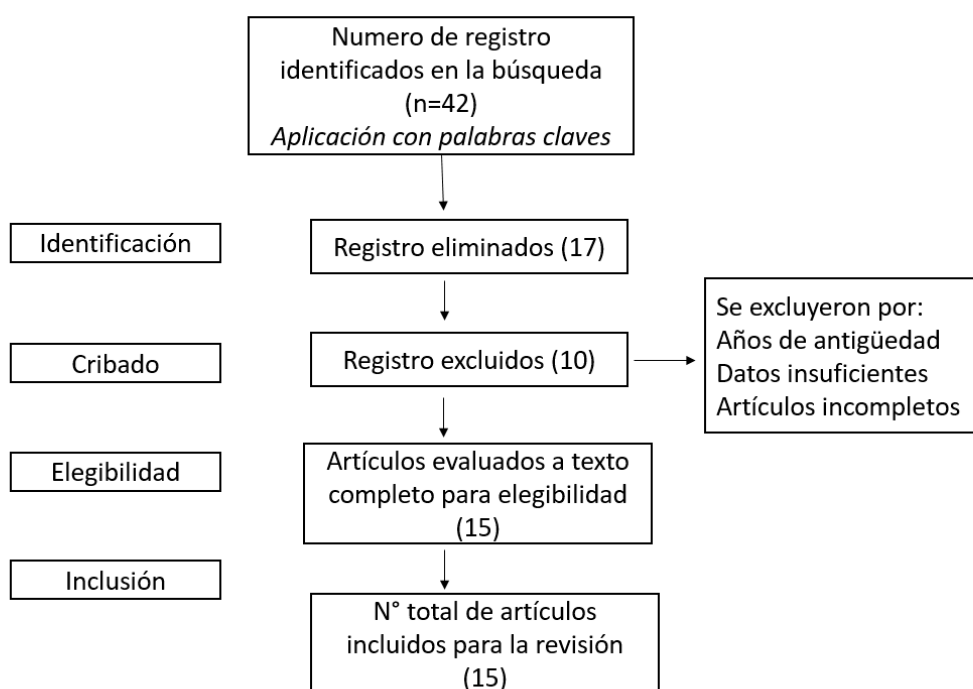 Numero de registro
identificados en la búsqueda
(n=42)
Aplicación con palabras claves
Identificación
Registro eliminados (17)
Cribado
Registro excluidos (10)
Se excluyeron por:
Años de antigüedad
Datos insuficientes
Artículos incompletos
Elegibilidad
Artículos evaluados a texto
completo para elegibilidad
(15)
Inclusión
N° total de artículos
incluidos para la revisión
(15)